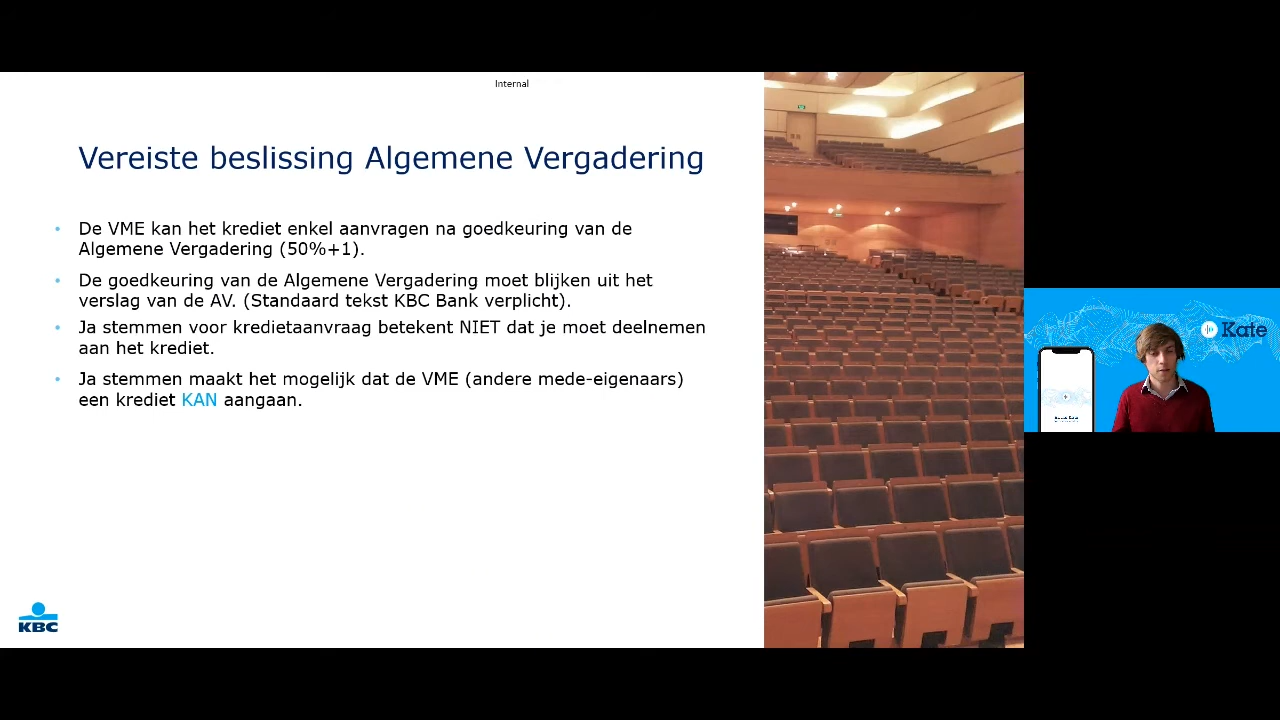 Internal
Vereiste beslissing Algemene Vergadering
• De VME kan het krediet enkel aanvragen na goedkeuring van de
Algemene Vergadering (50%+1).
• De goedkeuring van de Algemene Vergadering moet blijken uit het
verslag van de AV. (Standaard tekst KBC Bank verplicht).
• Ja stemmen voor kredietaanvraag betekent NIET dat je moet deelnemen
aan het krediet.
• Ja stemmen maakt het mogelijk dat de VME (andere mede-eigenaars)
een krediet KAN aangaan.
Kate
KBC